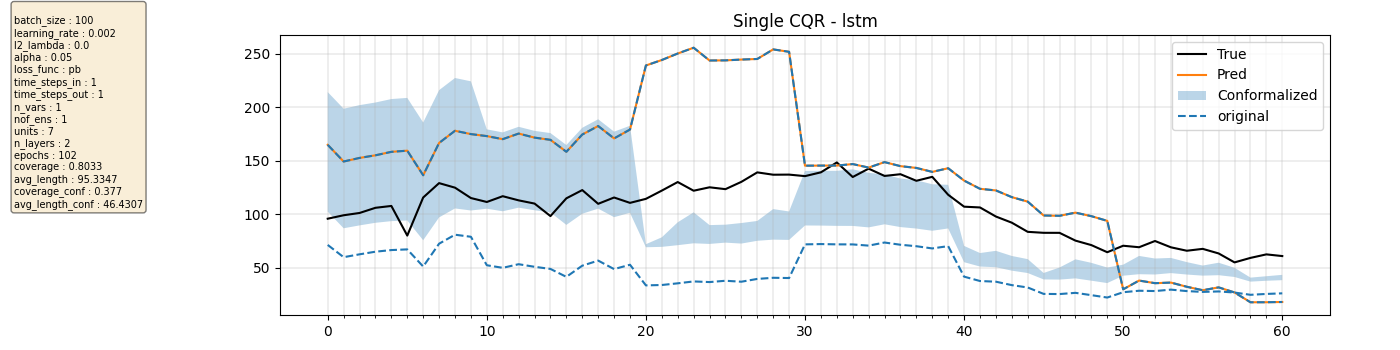 batch_size : 100
learning_rate : 0.002
l2_lambda : 0.0
alpha : 0.05
loss_func : pb
time_steps_in : 1
time_steps_out : 1
n_vars : 1
nof_ens : 1
units : 7
n_layers : 2
epochs : 102
coverage : 0.8033
avg_length : 95.3347
coverage_conf : 0.377
avg_length_conf : 46.4307
Single CQR - lstm
250
200
150
100
50
0 10 20 30 40 50 60
True
Pred
Conformalized
original